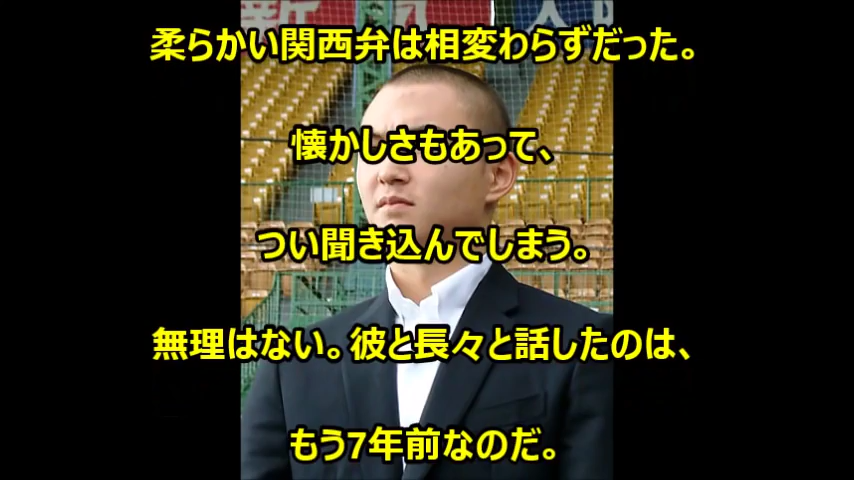 柔らかい関西弁は相変わらずだった。
懐かしさもあって、
つい聞き込んでしまう。
無理はない。彼と長々と話したのは、
もう7年前なのだ。